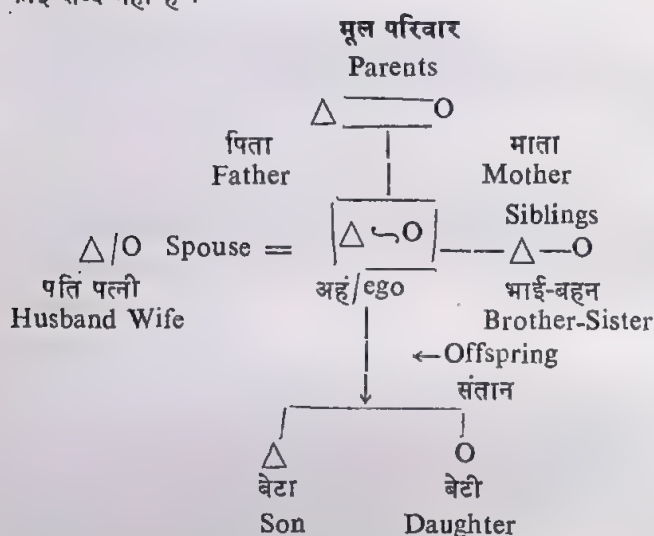 मूल परिवार
Parents
△ O
पिता माता
Father Mother
Siblings
△/O Spouse = △ O △—O
पति पत्नी अहं/ego भाई-बहन
Husband Wife Brother-Sister
←Offspring
संतान
△ O
बेटा बेटी
Son Daughter